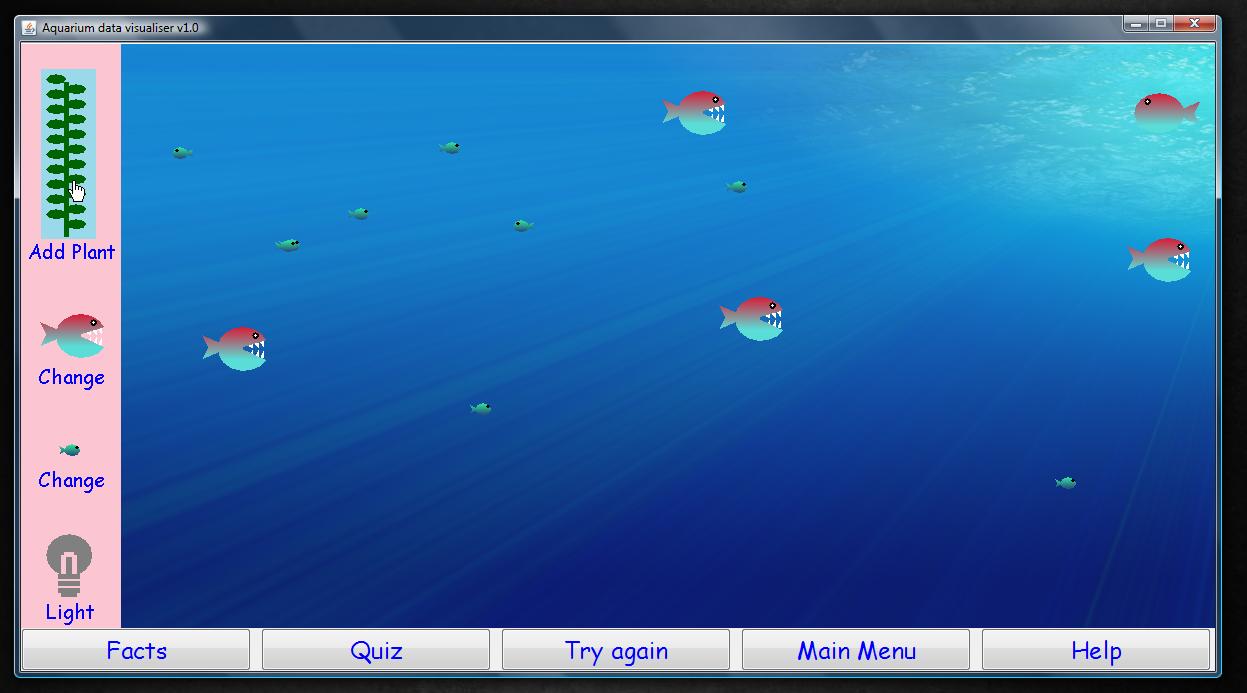 Aquarium data visualiser v1.0
Add Plant
Change
Change
Light
Facts
Quiz
Try again
Main Menu
Help